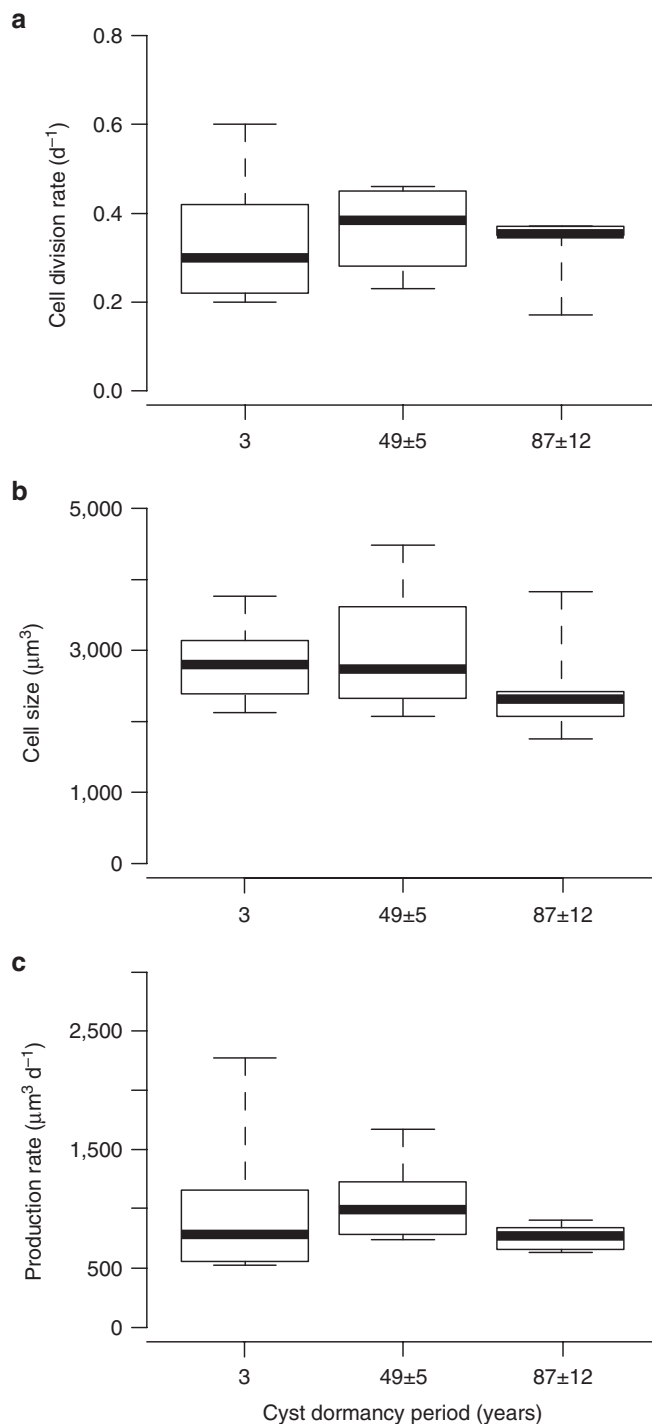 a
0.8
0.6
0.4
0.2
0.0
Cell division rate (d⁻¹)
3 49±5 87±12
b
5,000
3,000
1,000
0
Cell size (μm³)
3 49±5 87±12
c
2,500
1,500
500
0
Production rate (μm³ d⁻¹)
3 49±5 87±12
Cyst dormancy period (years)